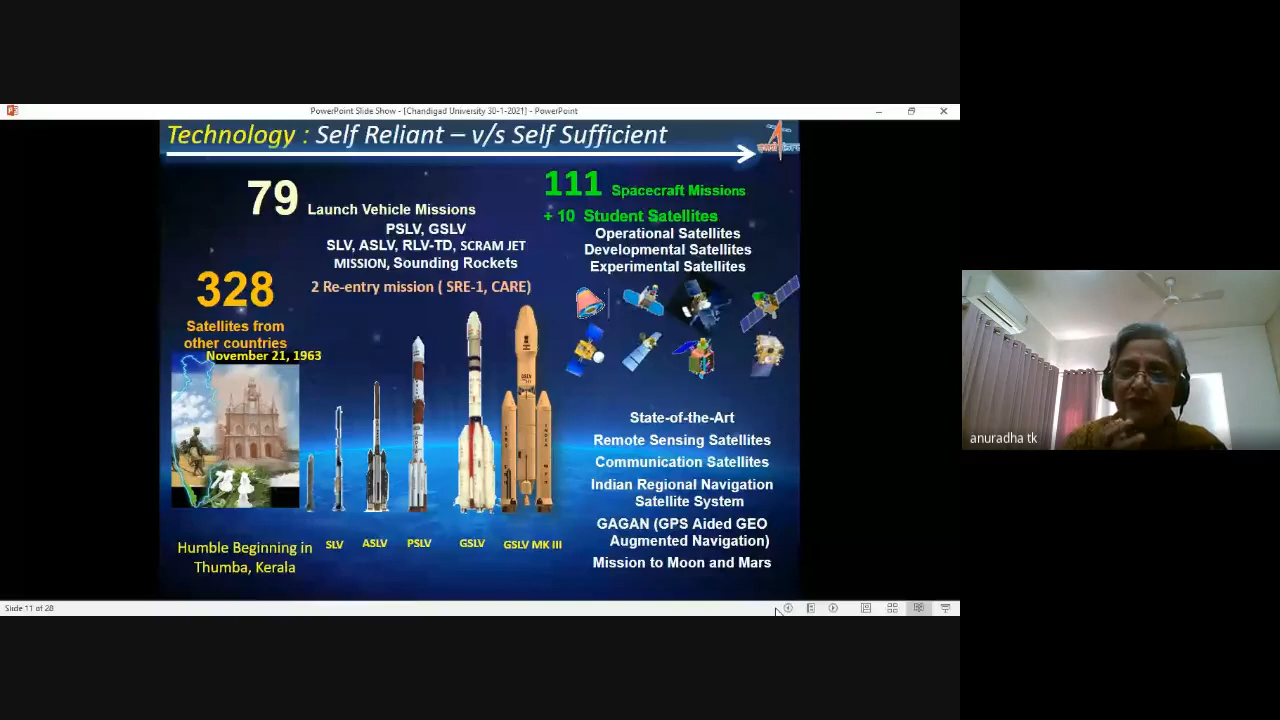 PowerPoint Slide Show - [Chandigad University 30-1-2021] - PowerPoint
Technology : Self Reliant – v/s Self Sufficient
79 Launch Vehicle Missions
PSLV, GSLV
SLV, ASLV, RLV-TD, SCRAM JET
MISSION, Sounding Rockets
2 Re-entry mission ( SRE-1, CARE)
111 Spacecraft Missions
+ 10 Student Satellites
Operational Satellites
Developmental Satellites
Experimental Satellites
328
Satellites from
other countries
November 21, 1963
Humble Beginning in
Thumba, Kerala
SLV
ASLV
PSLV
GSLV
GSLV MK III
State-of-the-Art
Remote Sensing Satellites
Communication Satellites
Indian Regional Navigation
Satellite System
GAGAN (GPS Aided GEO
Augmented Navigation)
Mission to Moon and Mars
Slide 11 of 28
anuradha tk